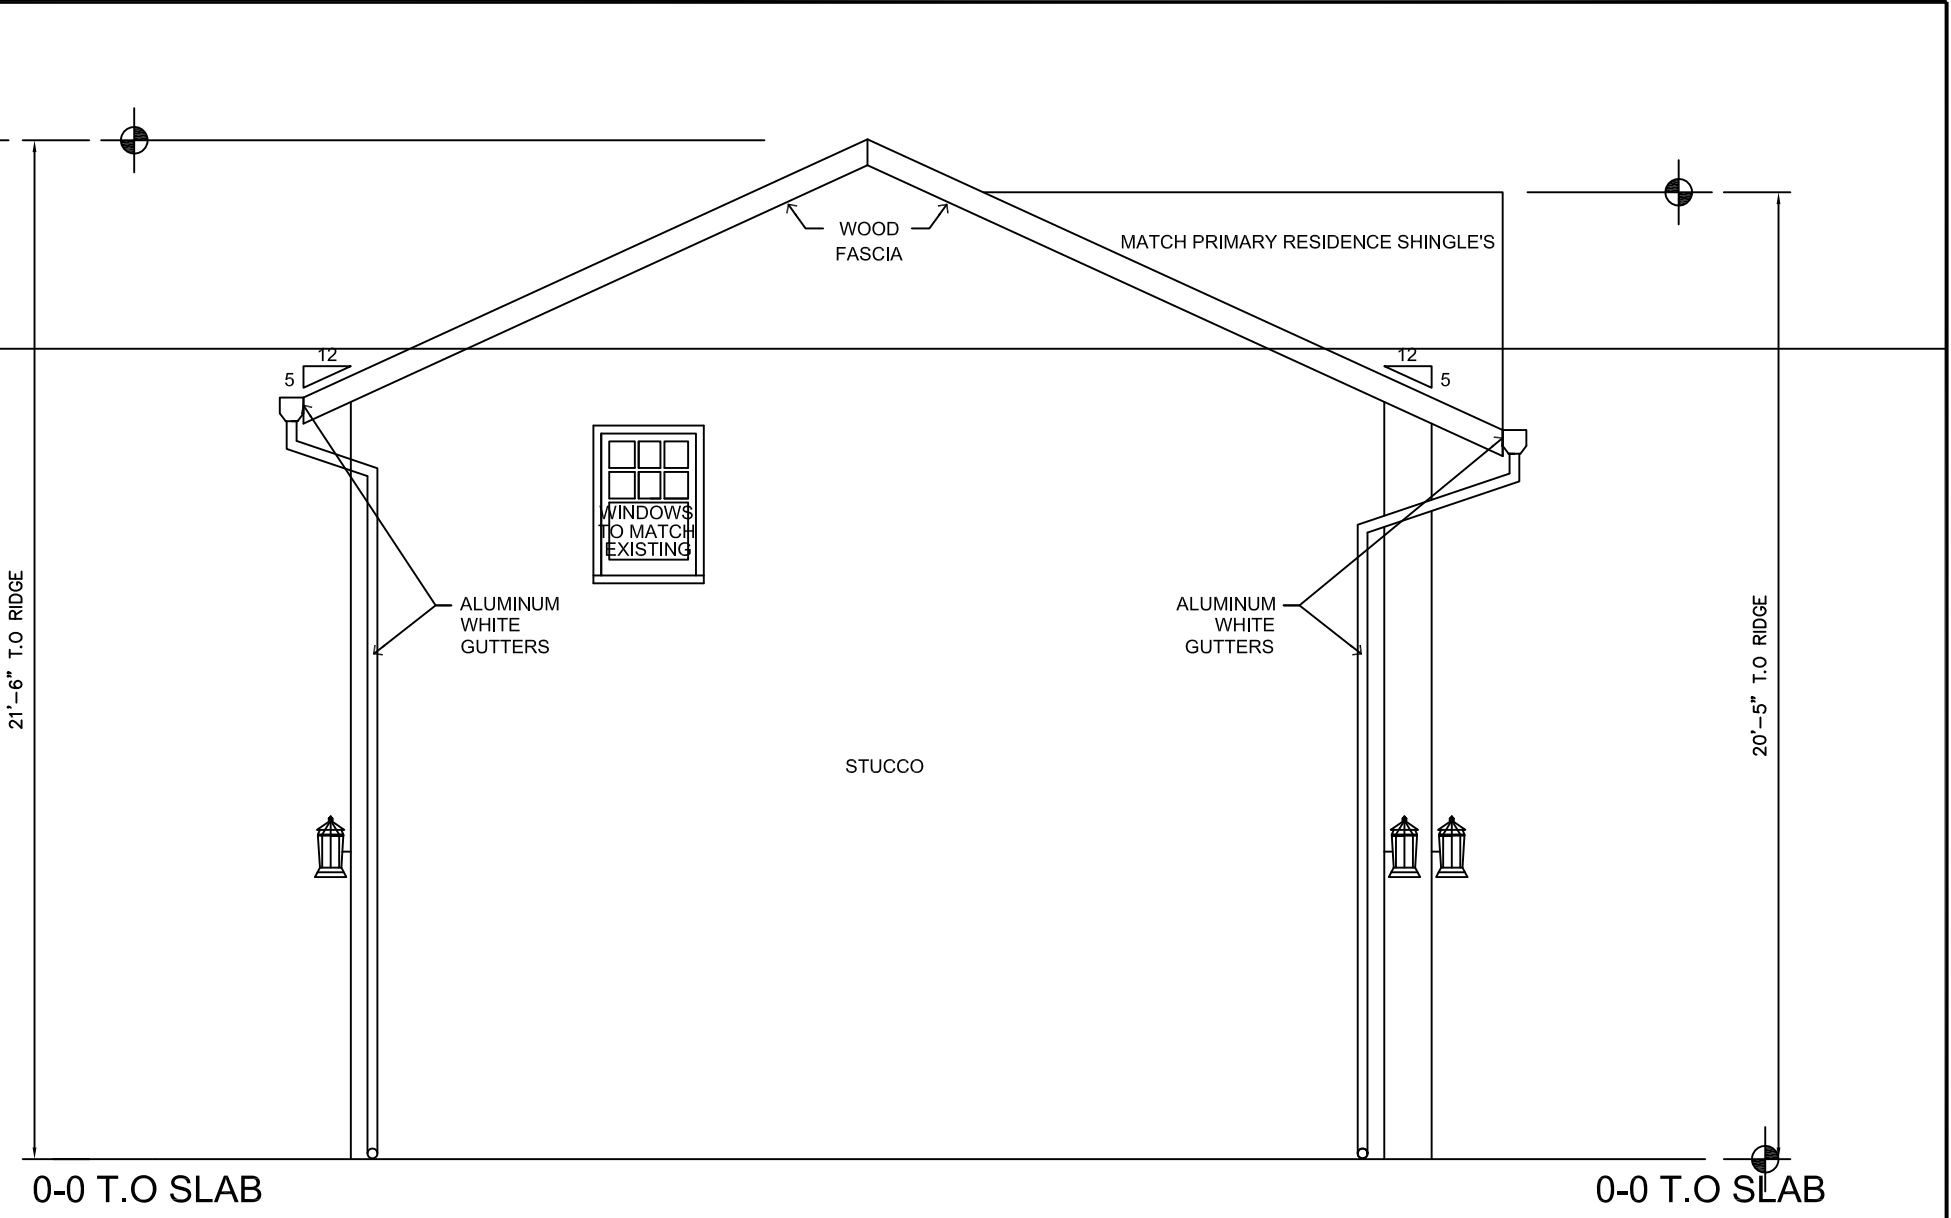 WOOD
FASCIA
MATCH PRIMARY RESIDENCE SHINGLE'S
12
5
12
5
WINDOWS
TO MATCH
EXISTING
21'-6" T.O RIDGE
ALUMINUM
WHITE
GUTTERS
ALUMINUM
WHITE
GUTTERS
20'-5" T.O RIDGE
STUCCO
0-0 T.O SLAB
0-0 T.O SLAB